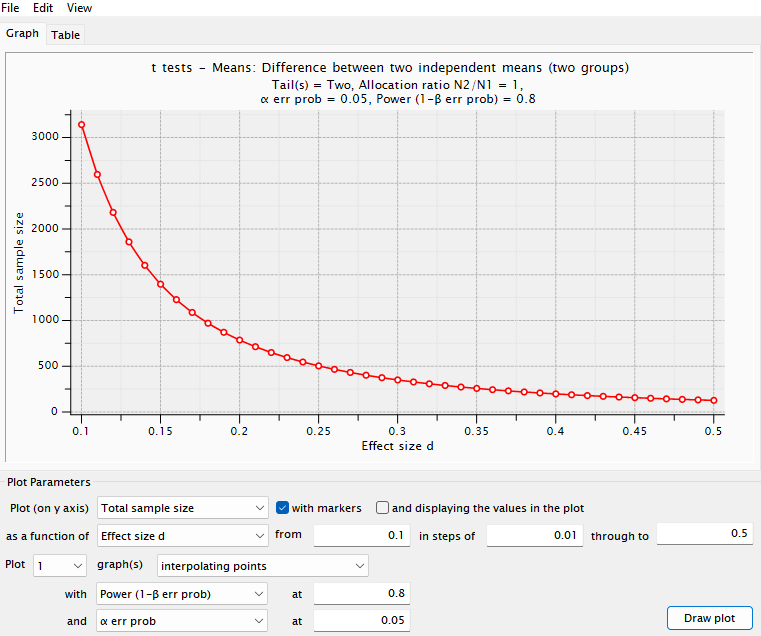 File Edit View
Graph Table
t tests – Means: Difference between two independent means (two groups)
Tail(s) = Two, Allocation ratio N2/N1 = 1,
α err prob = 0.05, Power (1-β err prob) = 0.8
3000
2500
2000
1500
1000
500
0
Total sample size
0.1 0.15 0.2 0.25 0.3 0.35 0.4 0.45 0.5
Effect size d
Plot Parameters
Plot (on y axis) Total sample size with markers and displaying the values in the plot
as a function of Effect size d from 0.1 in steps of 0.01 through to 0.5
Plot 1 graph(s) interpolating points
with Power (1-β err prob) at 0.8
and α err prob at 0.05 Draw plot